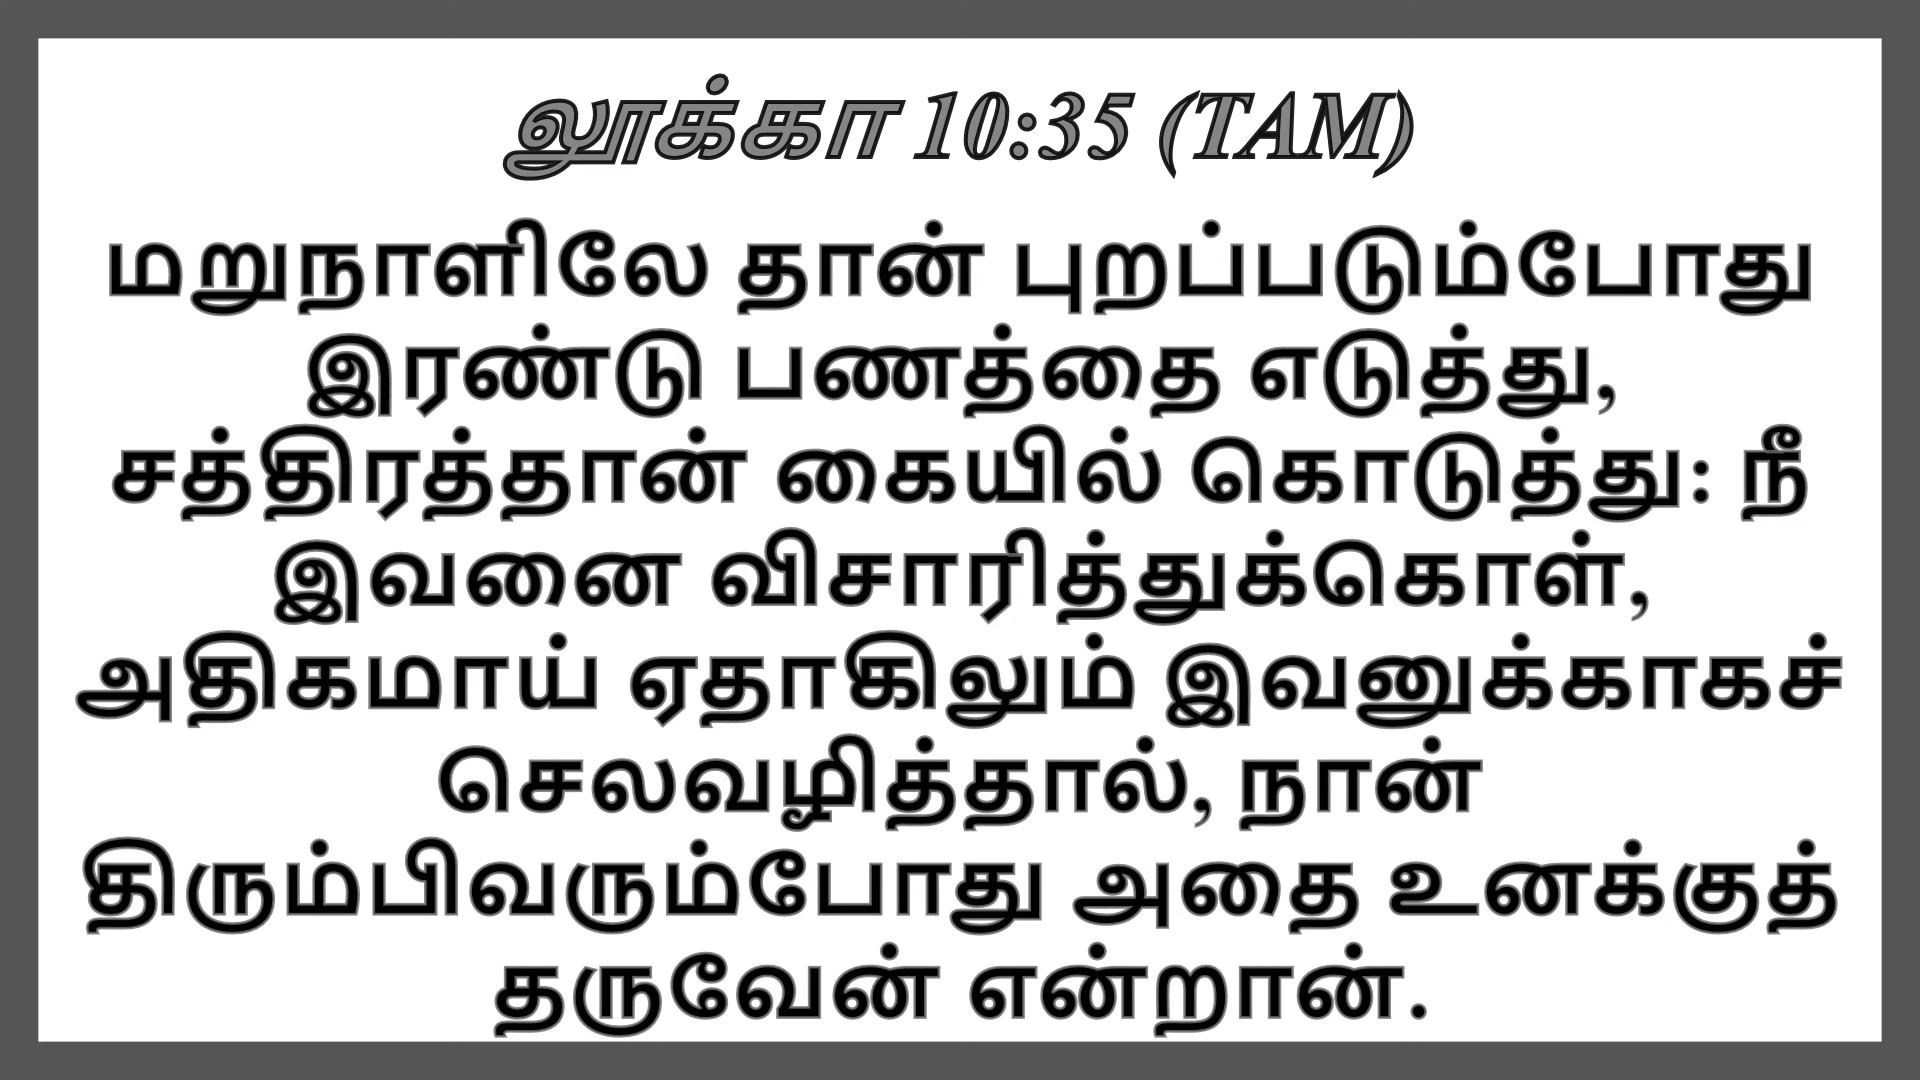 லூக்கா 10:35 (TAM)
மறுநாளிலே தான் புறப்படும்போது
இரண்டு பணத்தை எடுத்து,
சத்திரத்தான் கையில் கொடுத்து: நீ
இவனை விசாரித்துக்கொள்,
அதிகமாய் ஏதாகிலும் இவனுக்காகச்
செலவழித்தால், நான்
திரும்பிவரும்போது அதை உனக்குத்
தருவேன் என்றான்.